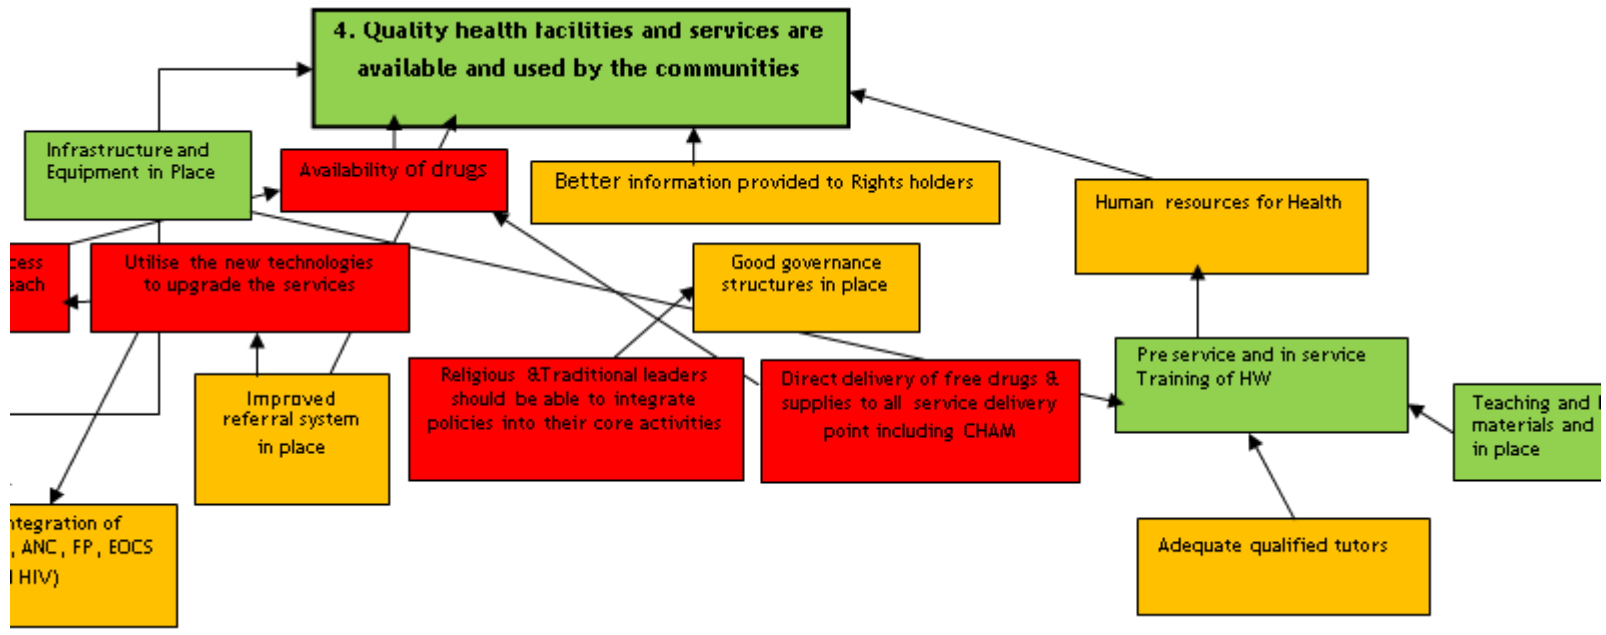 4. Quality health facilities and services are
available and used by the communities
Infrastructure and
Equipment in Place
Availability of drugs
Better information provided to Rights holders
Human resources for Health
cess
each
Utilise the new technologies
to upgrade the services
Good governance
structures in place
Pre service and in service
Training of HW
Improved
referral system
in place
Religious &Traditional leaders
should be able to integrate
policies into their core activities
Direct delivery of free drugs &
supplies to all service delivery
point including CHAM
Teaching and
materials and
in place
ntegration of
, ANC, FP, EOCS
HIV)
Adequate qualified tutors